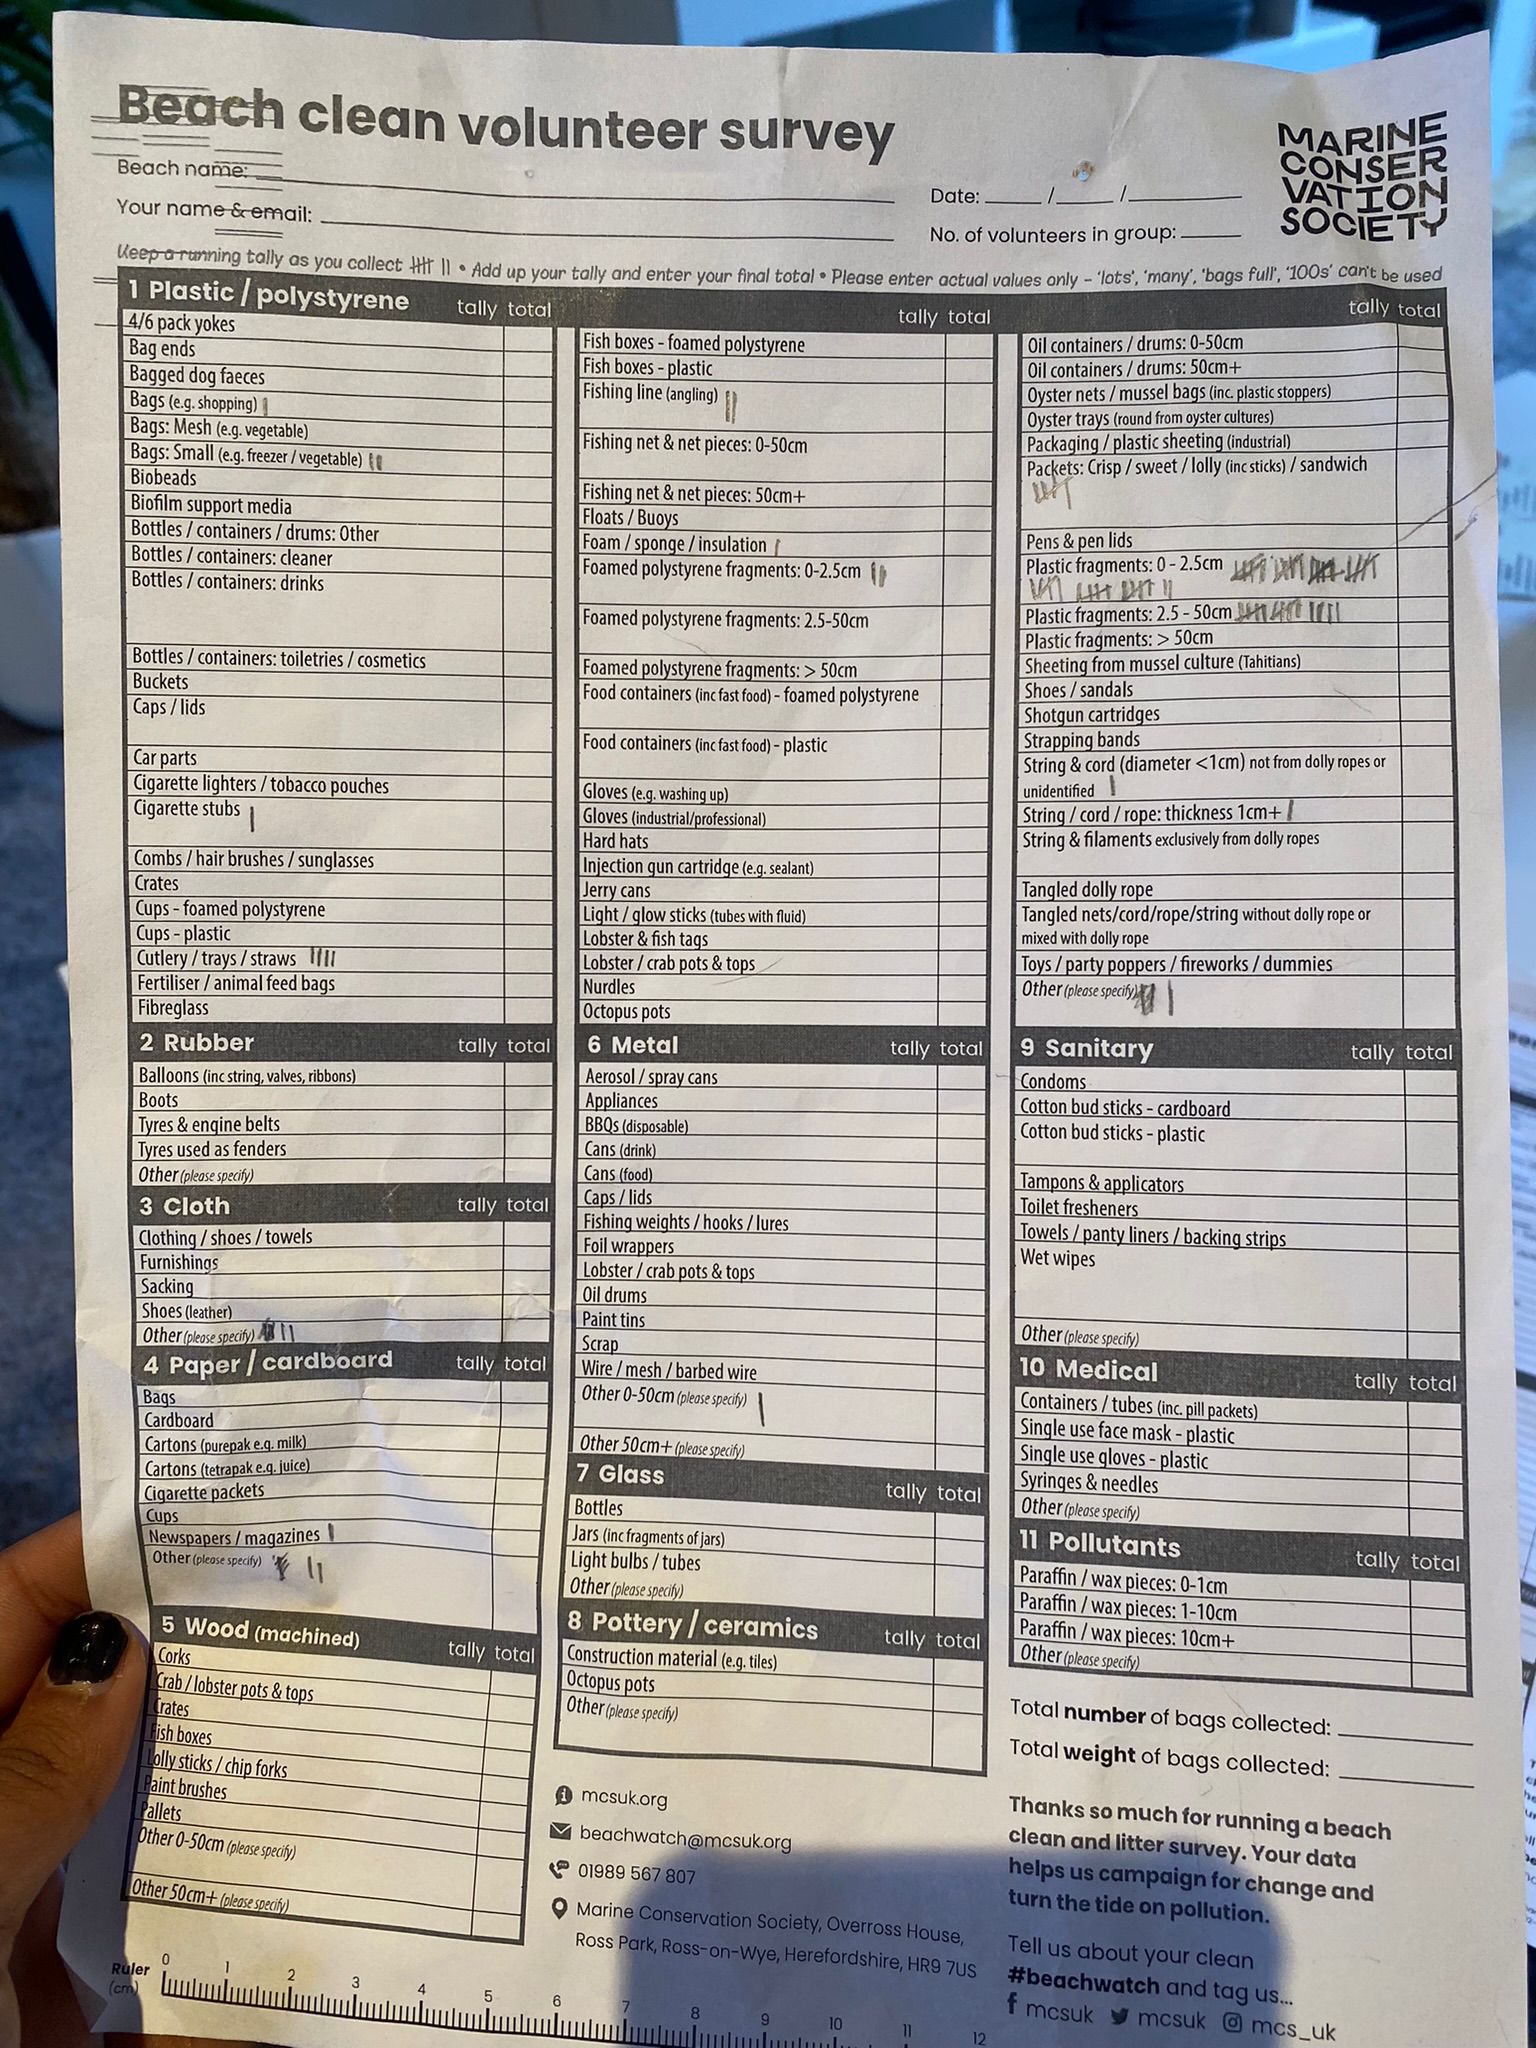 Beach clean volunteer survey
MARINE
CONSER
VATION
SOCIETY
Beach name:
Date: / /
Your name & email:
No. of volunteers in group:
Keep a running tally as you collect • Add up your tally and enter your final total • Please enter actual values only – 'lots', 'many', 'bags full', '100s' can't be used
1 Plastic / polystyrene tally total
4/6 pack yokes
Bag ends
Bagged dog faeces
Bags (e.g. shopping)
Bags: Mesh (e.g. vegetable)
Bags: Small (e.g. freezer / vegetable)
Biobeads
Biofilm support media
Bottles / containers / drums: Other
Bottles / containers: cleaner
Bottles / containers: drinks
Bottles / containers: toiletries / cosmetics
Buckets
Caps / lids
Car parts
Cigarette lighters / tobacco pouches
Cigarette stubs
Combs / hair brushes / sunglasses
Crates
Cups - foamed polystyrene
Cups - plastic
Cutlery / trays / straws
Fertiliser / animal feed bags
Fibreglass
2 Rubber tally total
Balloons (inc string, valves, ribbons)
Boots
Tyres & engine belts
Tyres used as fenders
Other (please specify)
3 Cloth tally total
Clothing / shoes / towels
Furnishings
Sacking
Shoes (leather)
Other (please specify)
4 Paper / cardboard tally total
Bags
Cardboard
Cartons (purepak e.g. milk)
Cartons (tetrapak e.g. juice)
Cigarette packets
Cups
Newspapers / magazines
Other (please specify)
5 Wood (machined) tally total
Corks
Crab / lobster pots & tops
Crates
Fish boxes
Lolly sticks / chip forks
Paint brushes
Pallets
Other 0-50cm (please specify)
Other 50cm+ (please specify)
tally total
Fish boxes - foamed polystyrene
Fish boxes - plastic
Fishing line (angling)
Fishing net & net pieces: 0-50cm
Fishing net & net pieces: 50cm+
Floats / Buoys
Foam / sponge / insulation
Foamed polystyrene fragments: 0-2.5cm
Foamed polystyrene fragments: 2.5-50cm
Foamed polystyrene fragments: > 50cm
Food containers (inc fast food) - foamed polystyrene
Food containers (inc fast food) - plastic
Gloves (e.g. washing up)
Gloves (industrial/professional)
Hard hats
Injection gun cartridge (e.g. sealant)
Jerry cans
Light / glow sticks (tubes with fluid)
Lobster & fish tags
Lobster / crab pots & tops
Nurdles
Octopus pots
6 Metal tally total
Aerosol / spray cans
Appliances
BBQs (disposable)
Cans (drink)
Cans (food)
Caps / lids
Fishing weights / hooks / lures
Foil wrappers
Lobster / crab pots & tops
Oil drums
Paint tins
Scrap
Wire / mesh / barbed wire
Other 0-50cm (please specify)
Other 50cm+ (please specify)
7 Glass tally total
Bottles
Jars (inc fragments of jars)
Light bulbs / tubes
Other (please specify)
8 Pottery / ceramics tally total
Construction material (e.g. tiles)
Octopus pots
Other (please specify)
mcsuk.org
beachwatch@mcsuk.org
01989 567 807
Marine Conservation Society, Overross House,
Ross Park, Ross-on-Wye, Herefordshire, HR9 7US
tally total
Oil containers / drums: 0-50cm
Oil containers / drums: 50cm+
Oyster nets / mussel bags (inc. plastic stoppers)
Oyster trays (round from oyster cultures)
Packaging / plastic sheeting (industrial)
Packets: Crisp / sweet / lolly (inc sticks) / sandwich
Pens & pen lids
Plastic fragments: 0 - 2.5cm
Plastic fragments: 2.5 - 50cm
Plastic fragments: > 50cm
Sheeting from mussel culture (Tahitians)
Shoes / sandals
Shotgun cartridges
Strapping bands
String & cord (diameter <1cm) not from dolly ropes or
unidentified
String / cord / rope: thickness 1cm+
String & filaments exclusively from dolly ropes
Tangled dolly rope
Tangled nets/cord/rope/string without dolly rope or
mixed with dolly rope
Toys / party poppers / fireworks / dummies
Other (please specify)
9 Sanitary tally total
Condoms
Cotton bud sticks - cardboard
Cotton bud sticks - plastic
Tampons & applicators
Toilet fresheners
Towels / panty liners / backing strips
Wet wipes
Other (please specify)
10 Medical tally total
Containers / tubes (inc. pill packets)
Single use face mask - plastic
Single use gloves - plastic
Syringes & needles
Other (please specify)
11 Pollutants tally total
Paraffin / wax pieces: 0-1cm
Paraffin / wax pieces: 1-10cm
Paraffin / wax pieces: 10cm+
Other (please specify)
Total number of bags collected:
Total weight of bags collected:
Thanks so much for running a beach
clean and litter survey. Your data
helps us campaign for change and
turn the tide on pollution.
Tell us about your clean
#beachwatch and tag us...
mcsuk mcsuk mcs_uk
Ruler
(cm)
0 1 2 3 4 5 6 7 8 9 10 11 12